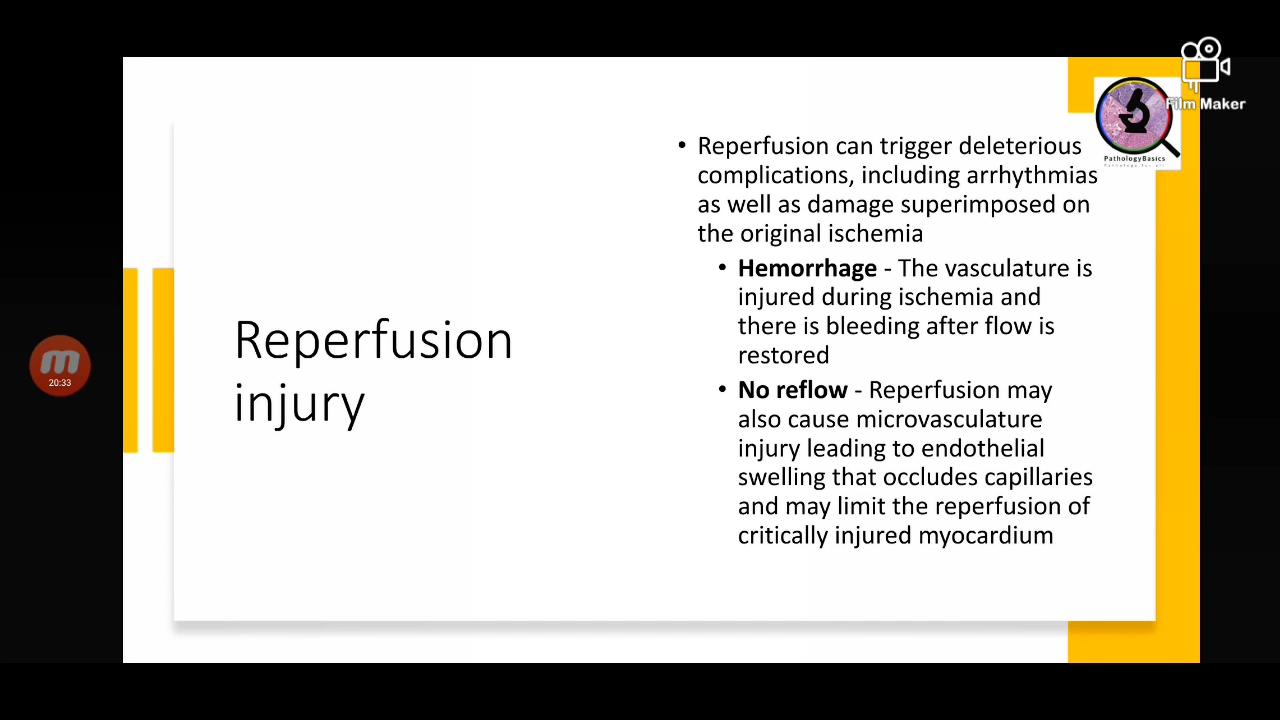 Film Maker
PathologyBasics
• Reperfusion can trigger deleterious
complications, including arrhythmias
as well as damage superimposed on
the original ischemia
• Hemorrhage - The vasculature is
injured during ischemia and
there is bleeding after flow is
restored
• No reflow - Reperfusion may
also cause microvasculature
injury leading to endothelial
swelling that occludes capillaries
and may limit the reperfusion of
critically injured myocardium
Reperfusion
injury
20:33